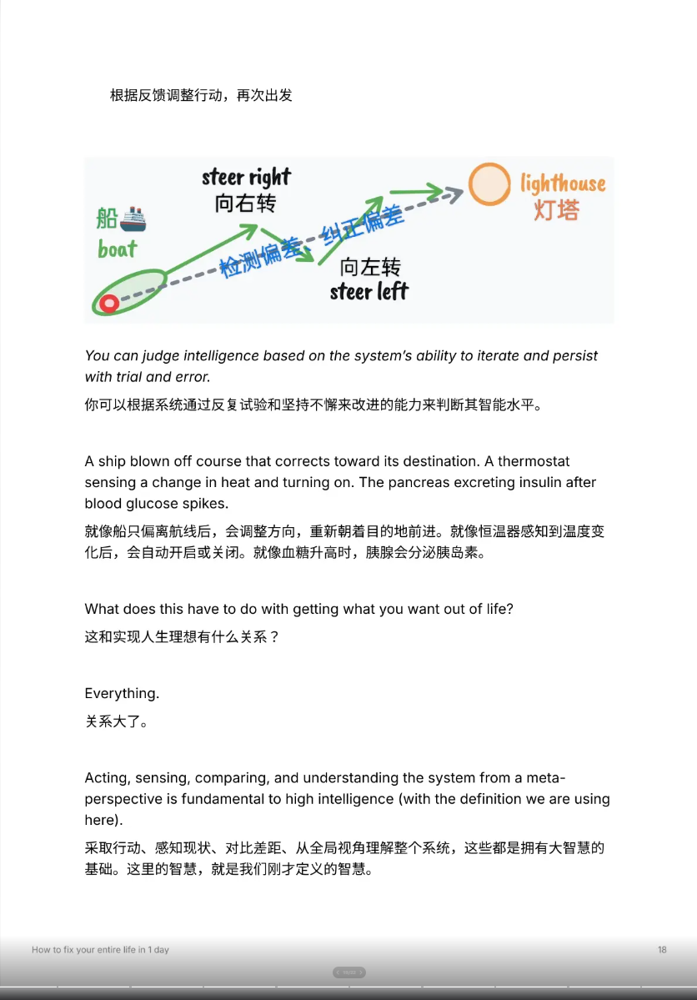 根据反馈调整行动，再次出发
steer right
向右转
船
boat
lighthouse
灯塔
检测偏差、纠正偏差
向左转
steer left
You can judge intelligence based on the system's ability to iterate and persist
with trial and error.
你可以根据系统通过反复试验和坚持不懈来改进的能力来判断其智能水平。
A ship blown off course that corrects toward its destination. A thermostat
sensing a change in heat and turning on. The pancreas excreting insulin after
blood glucose spikes.
就像船只偏离航线后，会调整方向，重新朝着目的地前进。就像恒温器感知到温度变
化后，会自动开启或关闭。就像血糖升高时，胰腺会分泌胰岛素。
What does this have to do with getting what you want out of life?
这和实现人生理想有什么关系？
Everything.
关系大了。
Acting, sensing, comparing, and understanding the system from a meta-
perspective is fundamental to high intelligence (with the definition we are using
here).
采取行动、感知现状、对比差距、从全局视角理解整个系统，这些都是拥有大智慧的
基础。这里的智慧，就是我们刚才定义的智慧。
How to fix your entire life in 1 day
18